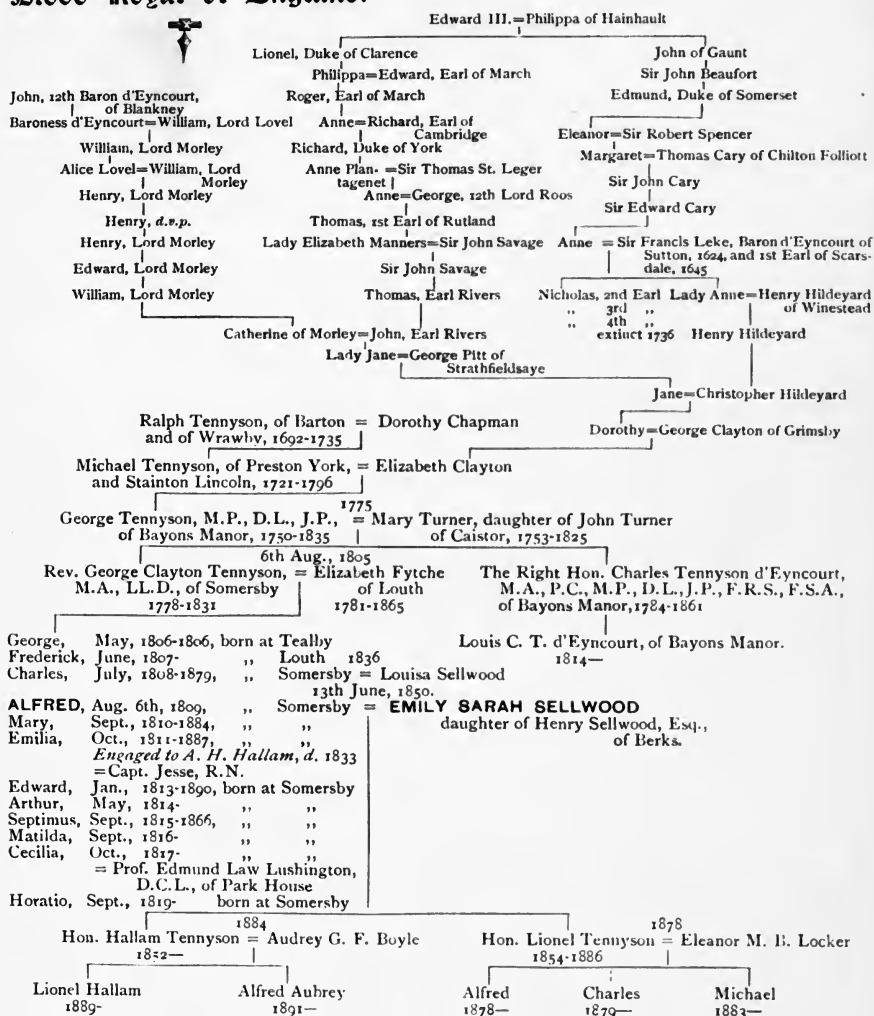 Blood Royal of England.
Edward III.=Philippa of Hainhault
Lionel, Duke of Clarence John of Gaunt
Philippa=Edward, Earl of March Sir John Beaufort
John, 12th Baron d'Eyncourt, Roger, Earl of March Edmund, Duke of Somerset
of Blankney
Baroness d'Eyncourt=William, Lord Lovel Anne=Richard, Earl of
Cambridge Eleanor=Sir Robert Spencer
William, Lord Morley Richard, Duke of York
Margaret=Thomas Cary of Chilton Folliott
Alice Lovel=William, Lord Anne Plan- =Sir Thomas St. Leger
Morley tagenet Sir John Cary
Henry, Lord Morley Anne=George, 12th Lord Roos
Sir Edward Cary
Henry, d.v.p. Thomas, 1st Earl of Rutland
Henry, Lord Morley Lady Elizabeth Manners=Sir John Savage Anne = Sir Francis Leke, Baron d'Eyncourt of
Sutton, 1624, and 1st Earl of Scars-
Edward, Lord Morley Sir John Savage dale, 1645
William, Lord Morley Thomas, Earl Rivers Nicholas, 2nd Earl Lady Anne=Henry Hildeyard
,, 3rd ,, of Winestead
,, 4th ,,
Catherine of Morley=John, Earl Rivers extinct 1736 Henry Hildeyard
Lady Jane=George Pitt of
Strathfieldsaye
Jane=Christopher Hildeyard
Ralph Tennyson, of Barton = Dorothy Chapman
and of Wrawby, 1692-1735 Dorothy=George Clayton of Grimsby
Michael Tennyson, of Preston York, = Elizabeth Clayton
and Stainton Lincoln, 1721-1796
1775
George Tennyson, M.P., D.L., J.P., = Mary Turner, daughter of John Turner
of Bayons Manor, 1750-1835 of Caistor, 1753-1825
6th Aug., 1805
Rev. George Clayton Tennyson, = Elizabeth Fytche The Right Hon. Charles Tennyson d'Eyncourt,
M.A., LL.D., of Somersby of Louth M.A., P.C., M.P., D.L., J.P., F.R.S., F.S.A.,
1778-1831 1781-1865 of Bayons Manor, 1784-1861
George, May, 1806-1806, born at Tealby Louis C. T. d'Eyncourt, of Bayons Manor.
Frederick, June, 1807- ,, Louth 1836 1814—
Charles, July, 1808-1879, ,, Somersby = Louisa Sellwood
13th June, 1850.
ALFRED, Aug. 6th, 1809, ,, Somersby = EMILY SARAH SELLWOOD
Mary, Sept., 1810-1884, ,, ,, daughter of Henry Sellwood, Esq.,
Emilia, Oct., 1811-1887, ,, ,, of Berks.
Engaged to A. H. Hallam, d. 1833
=Capt. Jesse, R.N.
Edward, Jan., 1813-1890, born at Somersby
Arthur, May, 1814- ,, ,,
Septimus, Sept., 1815-1866, ,, ,,
Matilda, Sept., 1816- ,, ,,
Cecilia, Oct., 1817- ,, ,,
= Prof. Edmund Law Lushington,
D.C.L., of Park House
Horatio, Sept., 1819- born at Somersby
1884 1878
Hon. Hallam Tennyson = Audrey G. F. Boyle Hon. Lionel Tennyson = Eleanor M. B. Locker
1852— 1854-1886
Lionel Hallam Alfred Aubrey Alfred Charles Michael
1889- 1891— 1878— 1879— 1883—